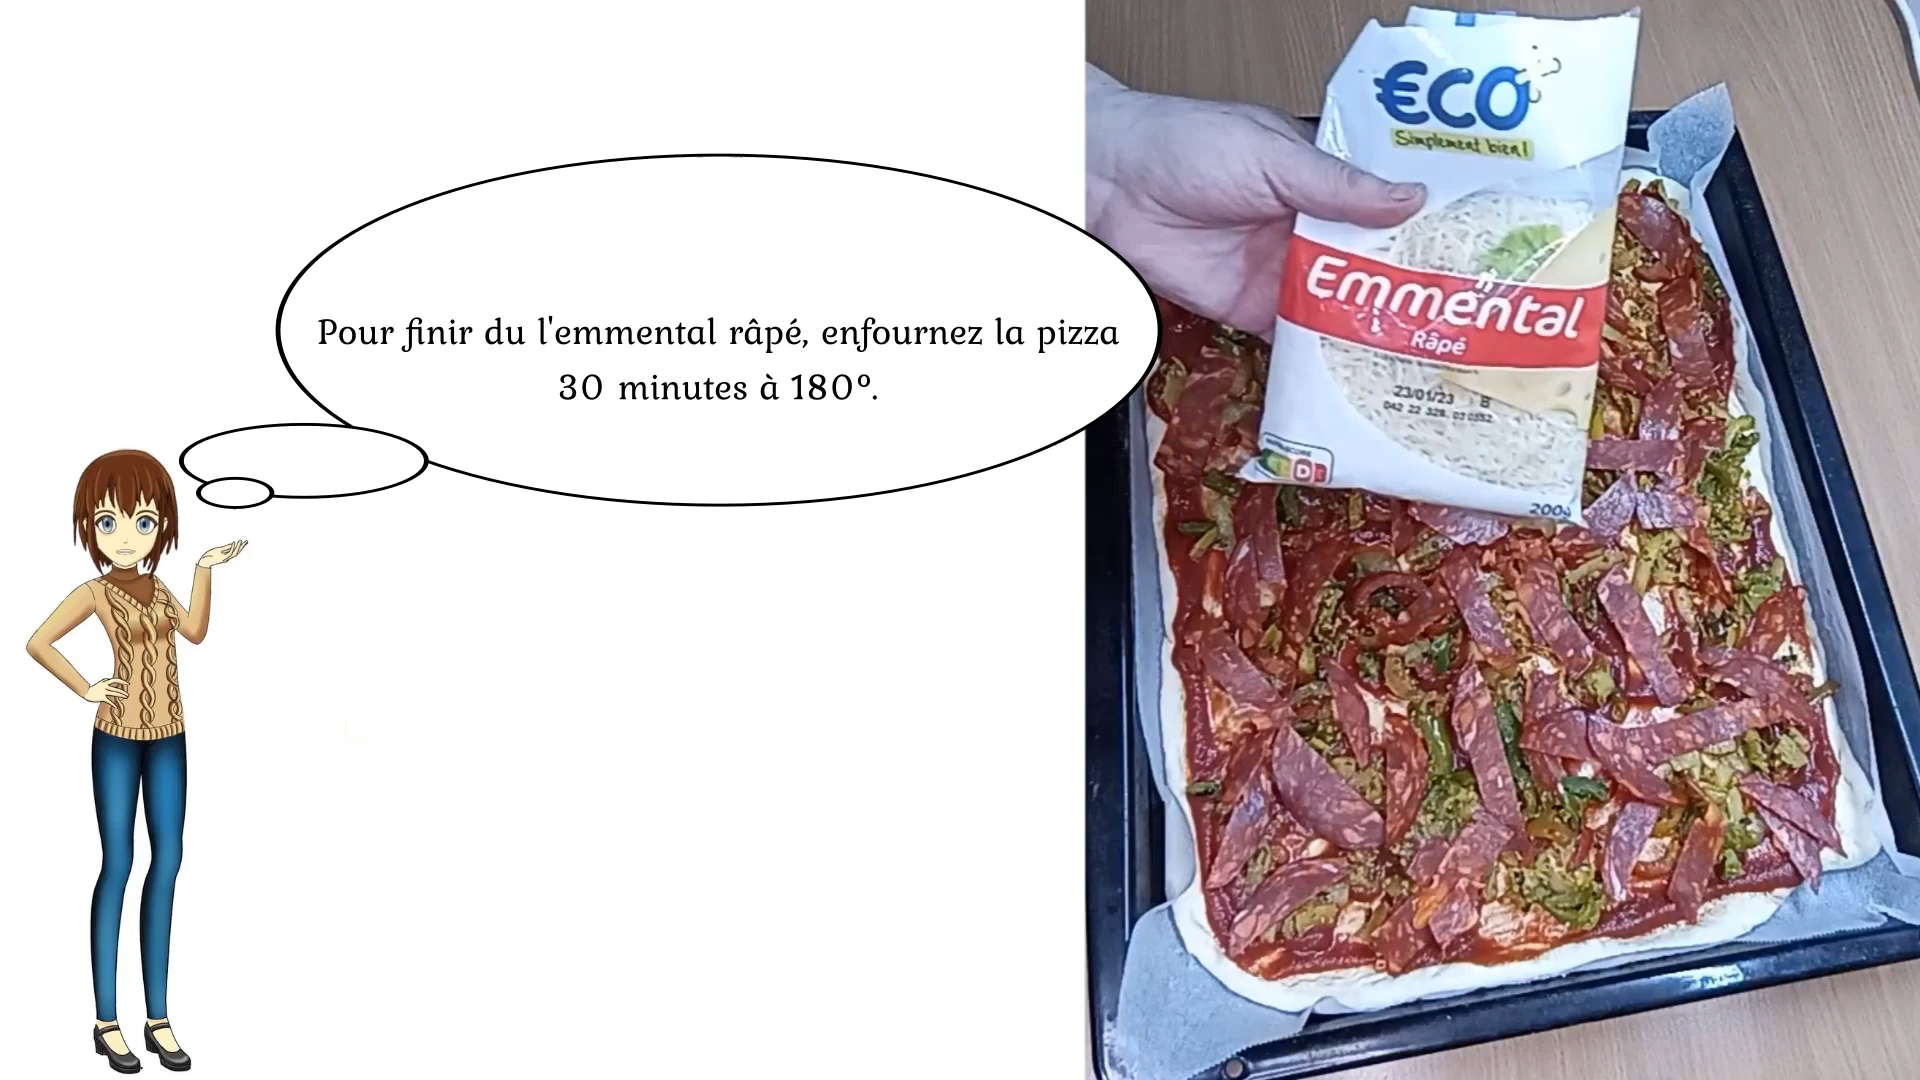 Pour finir du l'emmental râpé, enfournez la pizza
30 minutes à 180°.
€CO
Simplement bien!
Emmental
Râpé
23/01/23 B
200g